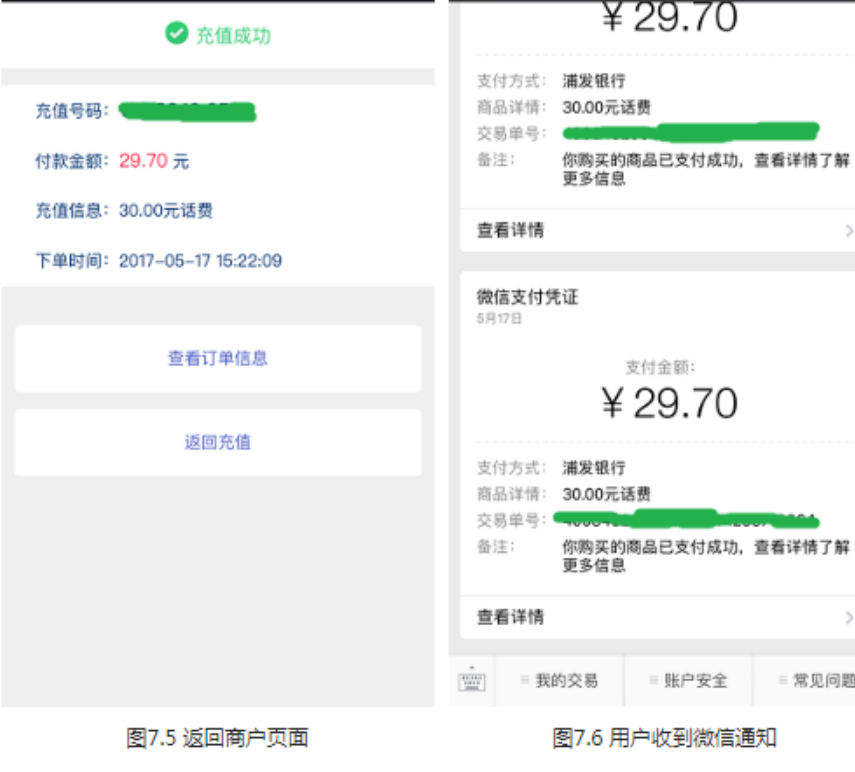 充值成功
充值号码：
付款金额：29.70 元
充值信息：30.00元话费
下单时间：2017-05-17 15:22:09
查看订单信息
返回充值
图7.5 返回商户页面
￥29.70
支付方式： 浦发银行
商品详情： 30.00元话费
交易单号：
备注： 你购买的商品已支付成功，查看详情了解
更多信息
查看详情
微信支付凭证
5月17日
支付金额：
￥29.70
支付方式： 浦发银行
商品详情： 30.00元话费
交易单号：
备注： 你购买的商品已支付成功，查看详情了解
更多信息
查看详情
我的交易
账户安全
常见问题
图7.6 用户收到微信通知